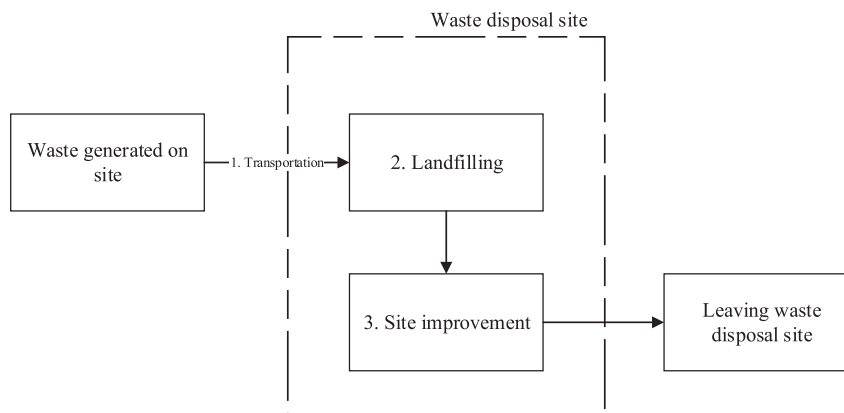 Waste disposal site
Waste generated on
site
1. Transportation
2. Landfilling
3. Site improvement
Leaving waste
disposal site